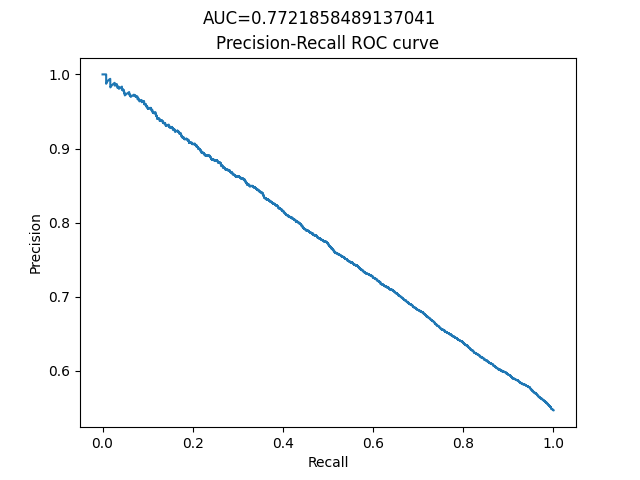 AUC=0.7721858489137041
Precision-Recall ROC curve
1.0
0.9
0.8
0.7
0.6
Precision
0.0 0.2 0.4 0.6 0.8 1.0
Recall